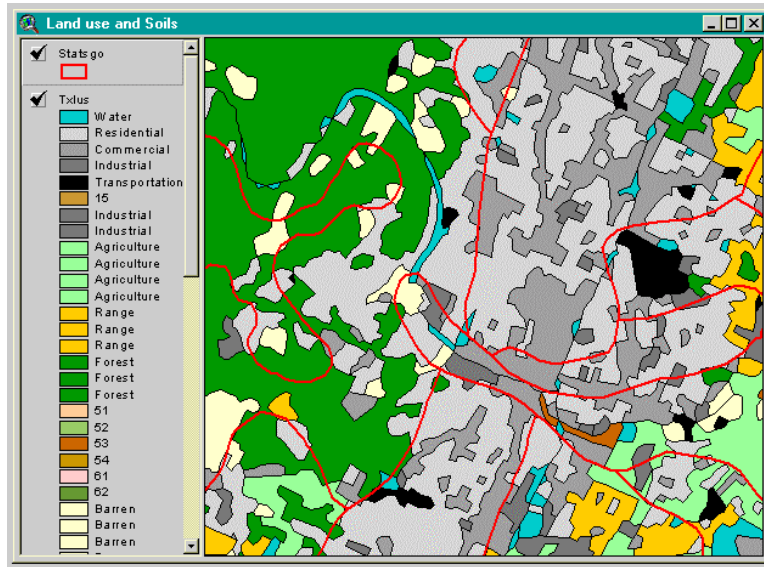 Land use and Soils
Statsgo
Txlus
Water
Residential
Commercial
Industrial
Transportation
15
Industrial
Industrial
Agriculture
Agriculture
Agriculture
Agriculture
Range
Range
Range
Forest
Forest
Forest
51
52
53
54
61
62
Barren
Barren
Barren